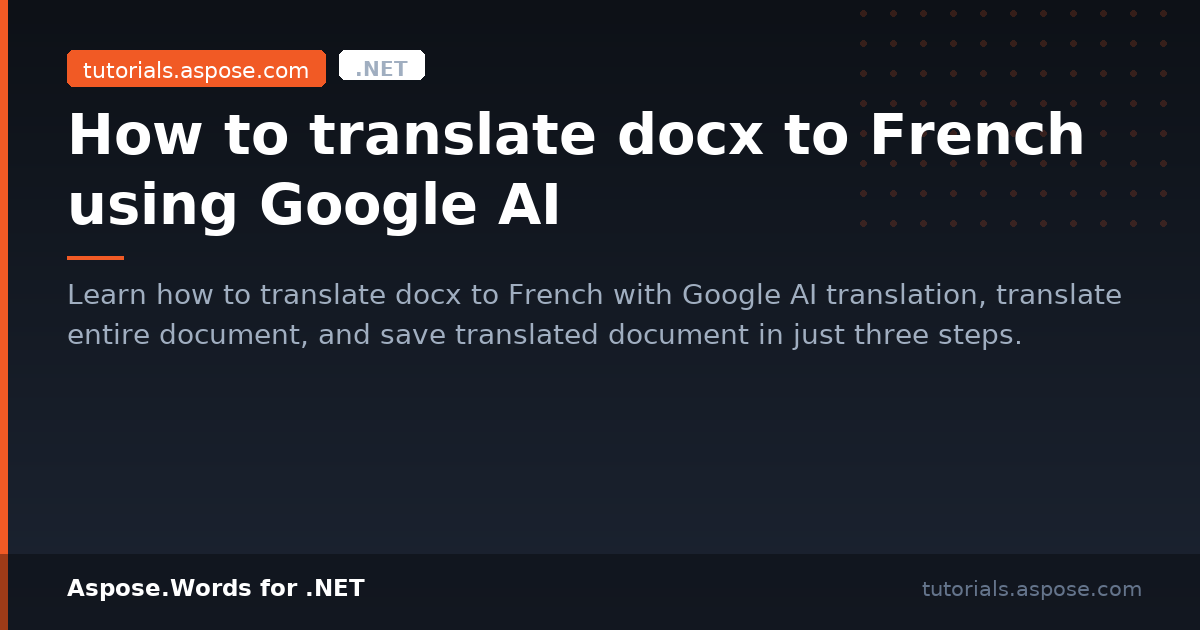 tutorials.aspose.com .NET
How to translate docx to French
using Google AI
Learn how to translate docx to French with Google AI translation, translate
entire document, and save translated document in just three steps.
Aspose.Words for .NET
tutorials.aspose.com